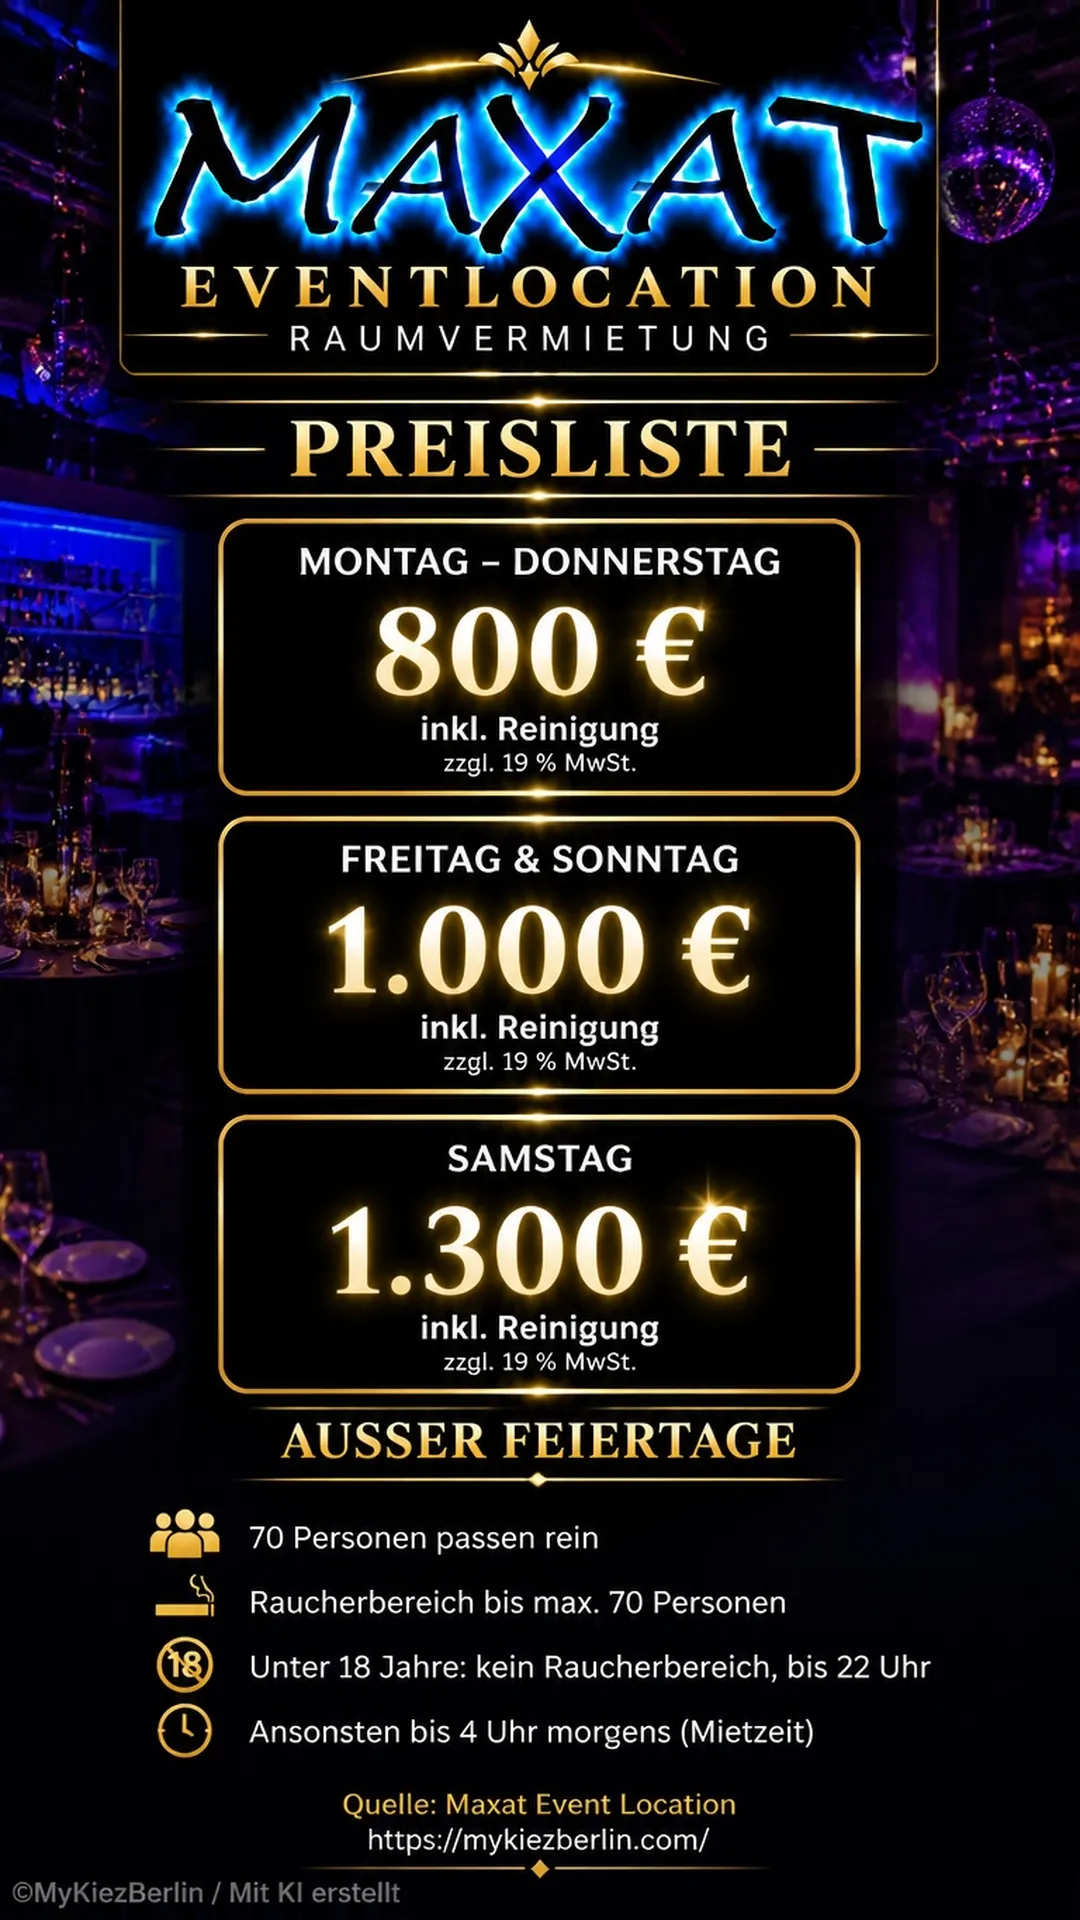 MAXAT
EVENTLOCATION
RAUMVERMIETUNG
PREISLISTE
MONTAG – DONNERSTAG
800 €
inkl. Reinigung
zzgl. 19 % MwSt.
FREITAG & SONNTAG
1.000 €
inkl. Reinigung
zzgl. 19 % MwSt.
SAMSTAG
1.300 €
inkl. Reinigung
zzgl. 19 % MwSt.
AUSSER FEIERTAGE
70 Personen passen rein
Raucherbereich bis max. 70 Personen
18 Unter 18 Jahre: kein Raucherbereich, bis 22 Uhr
Ansonsten bis 4 Uhr morgens (Mietzeit)
Quelle: Maxat Event Location
https://mykiezberlin.com/
©MyKiezBerlin / Mit KI erstellt